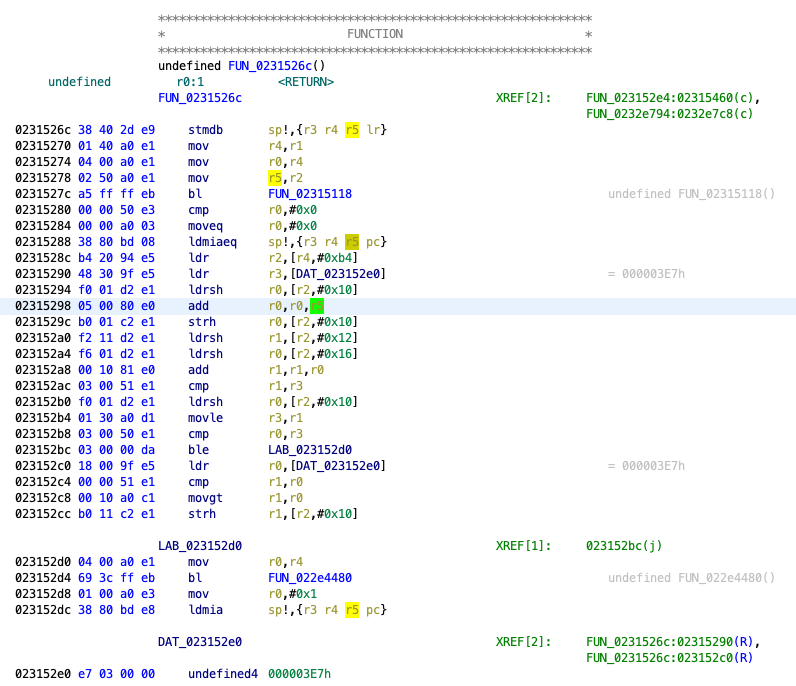 **************************************************************
* FUNCTION *
**************************************************************
undefined FUN_0231526c()
undefined r0:1 <RETURN>
FUN_0231526c XREF[2]: FUN_023152e4:02315460(c),
FUN_0232e794:0232e7c8(c)
0231526c 38 40 2d e9 stmdb sp!,{r3 r4 r5 lr}
02315270 01 40 a0 e1 mov r4,r1
02315274 04 00 a0 e1 mov r0,r4
02315278 02 50 a0 e1 mov r5,r2
0231527c a5 ff ff eb bl FUN_02315118 undefined FUN_02315118()
02315280 00 00 50 e3 cmp r0,#0x0
02315284 00 00 a0 03 moveq r0,#0x0
02315288 38 80 bd 08 ldmiaeq sp!,{r3 r4 r5 pc}
0231528c b4 20 94 e5 ldr r2,[r4,#0xb4]
02315290 48 30 9f e5 ldr r3,[DAT_023152e0] = 000003E7h
02315294 f0 01 d2 e1 ldrsh r0,[r2,#0x10]
02315298 05 00 80 e0 add r0,r0,r5
0231529c b0 01 c2 e1 strh r0,[r2,#0x10]
023152a0 f2 11 d2 e1 ldrsh r1,[r2,#0x12]
023152a4 f6 01 d2 e1 ldrsh r0,[r2,#0x16]
023152a8 00 10 81 e0 add r1,r1,r0
023152ac 03 00 51 e1 cmp r1,r3
023152b0 f0 01 d2 e1 ldrsh r0,[r2,#0x10]
023152b4 01 30 a0 d1 movle r3,r1
023152b8 03 00 50 e1 cmp r0,r3
023152bc 03 00 00 da ble LAB_023152d0
023152c0 18 00 9f e5 ldr r0,[DAT_023152e0] = 000003E7h
023152c4 00 00 51 e1 cmp r1,r0
023152c8 00 10 a0 c1 movgt r1,r0
023152cc b0 11 c2 e1 strh r1,[r2,#0x10]
LAB_023152d0 XREF[1]: 023152bc(j)
023152d0 04 00 a0 e1 mov r0,r4
023152d4 69 3c ff eb bl FUN_022e4480 undefined FUN_022e4480()
023152d8 01 00 a0 e3 mov r0,#0x1
023152dc 38 80 bd e8 ldmia sp!,{r3 r4 r5 pc}
DAT_023152e0 XREF[2]: FUN_0231526c:02315290(R),
FUN_0231526c:023152c0(R)
023152e0 e7 03 00 00 undefined4 000003E7h